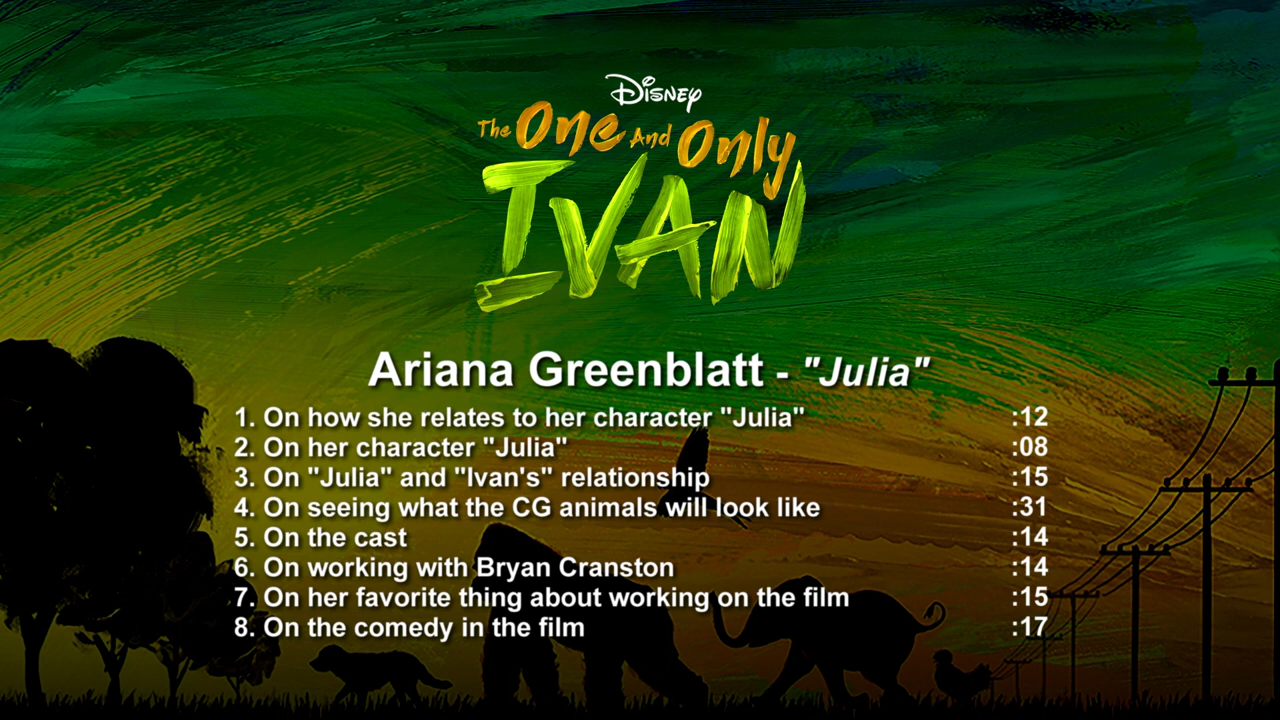 Disney
The One And Only
IVAN
Ariana Greenblatt - "Julia"
1. On how she relates to her character "Julia" :12
2. On her character "Julia" :08
3. On "Julia" and "Ivan's" relationship :15
4. On seeing what the CG animals will look like :31
5. On the cast :14
6. On working with Bryan Cranston :14
7. On her favorite thing about working on the film :15
8. On the comedy in the film :17